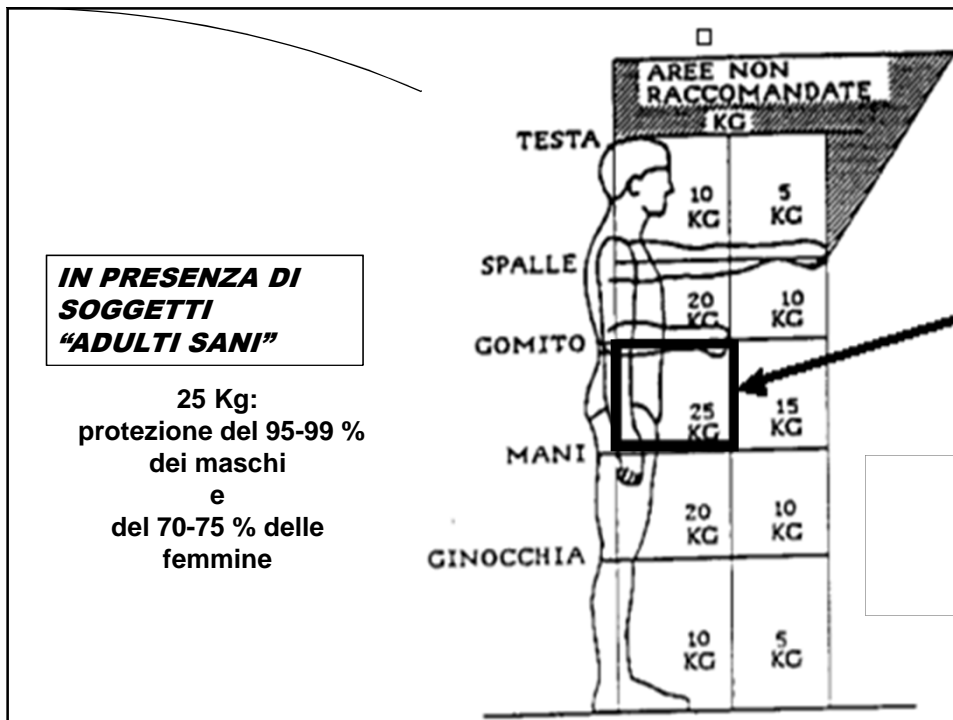 AREE NON
RACCOMANDATE
KG
TESTA
10
KG
5
KG
SPALLE
20
KG
10
KG
GOMITO
25
KG
15
KG
MANI
20
KG
10
KG
GINOCCHIA
10
KG
5
KG
IN PRESENZA DI
SOGGETTI
“ADULTI SANI”
25 Kg:
protezione del 95-99 %
dei maschi
e
del 70-75 % delle
femmine